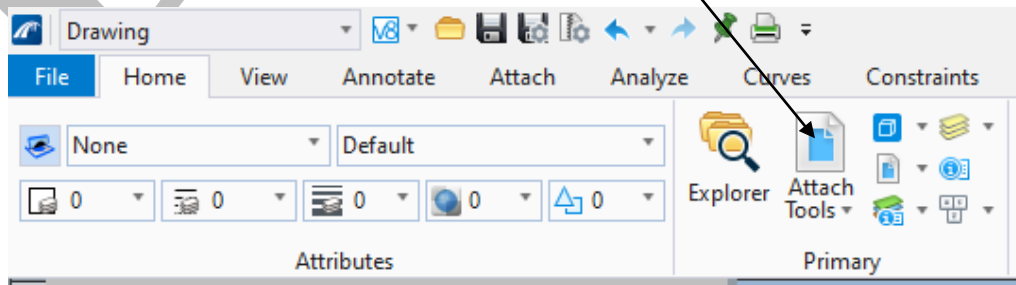 Drawing V8
File Home View Annotate Attach Analyze Curves Constraints
None Default
Explorer Attach
Tools
0 0 0 0 0
Attributes Primary